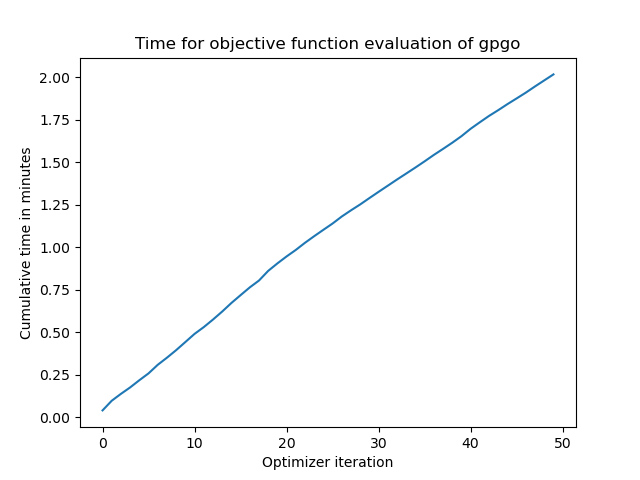 Time for objective function evaluation of gpgo
2.00
1.75
1.50
1.25
1.00
0.75
0.50
0.25
0.00
Cumulative time in minutes
0 10 20 30 40 50
Optimizer iteration